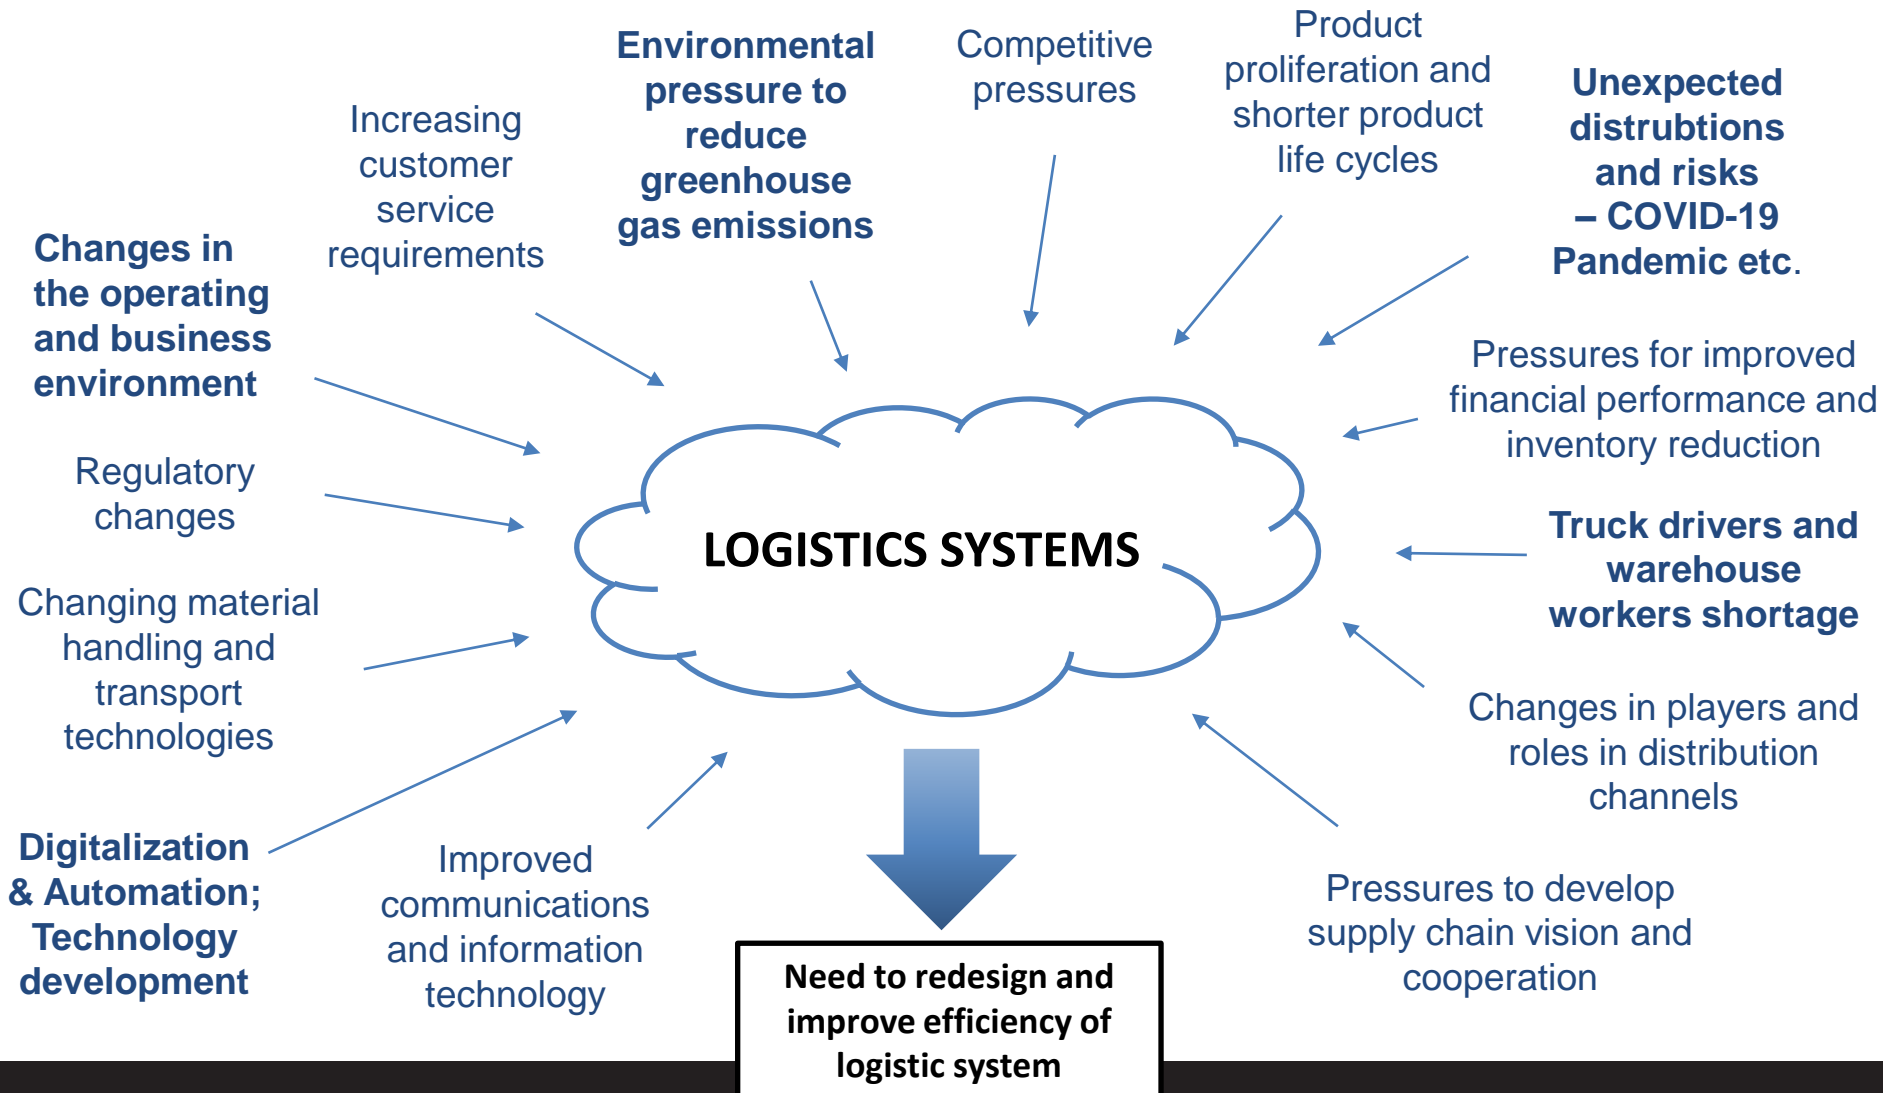 Environmental
pressure to
reduce
greenhouse
gas emissions
Competitive
pressures
Product
proliferation and
shorter product
life cycles
Unexpected
distrubtions
and risks
– COVID-19
Pandemic etc.
Increasing
customer
service
requirements
Changes in
the operating
and business
environment
Pressures for improved
financial performance and
inventory reduction
Regulatory
changes
LOGISTICS SYSTEMS
Truck drivers and
warehouse
workers shortage
Changing material
handling and
transport
technologies
Changes in players and
roles in distribution
channels
Digitalization
& Automation;
Technology
development
Improved
communications
and information
technology
Pressures to develop
supply chain vision and
cooperation
Need to redesign and
improve efficiency of
logistic system